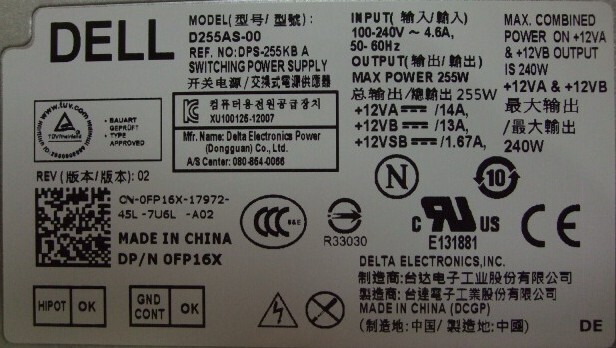 DELL
MODEL(型号/型號):
D255AS-00
REF. NO:DPS-255KB A
SWITCHING POWER SUPPLY
开关电源/交換式電源供應器
INPUT(输入/輸入)
100-240V ~ 4.6A,
50-60Hz
OUTPUT(输出/輸出)
MAX POWER 255W
总输出/總輸出 255W
+12VA /14A,
+12VB /13A,
+12VSB /1.67A.
MAX. COMBINED
POWER ON +12VA
& +12VB OUTPUT
IS 240W
+12VA & +12VB
最大输出
/最大輸出
240W
www.tuv.com
TÜVRheinland
BAUART
GEPRÜFT
TYPE
APPROVED
컴퓨터용전원공급장치
XU100125-12007
Mfr. Name: Delta Electronics Power
(Dongguan) Co.,
A/S Center: 080-864-0066
REV (版本/版本): 02
CN-0FP16X-17972-
45L -7U6L -A02
MADE IN CHINA
DP/N 0FP16X
CCC
S&E
R33030
N
10
c UL US
E131881
CE
DELTA ELECTRONICS,INC.
制造商:台达电子工业股份有限公司
製造商:台達電子工業股份有限公司
MADE IN CHINA (DCGP)
(制造地:中国/製造地:中國)
HIPOT OK
GND CONT OK
DE